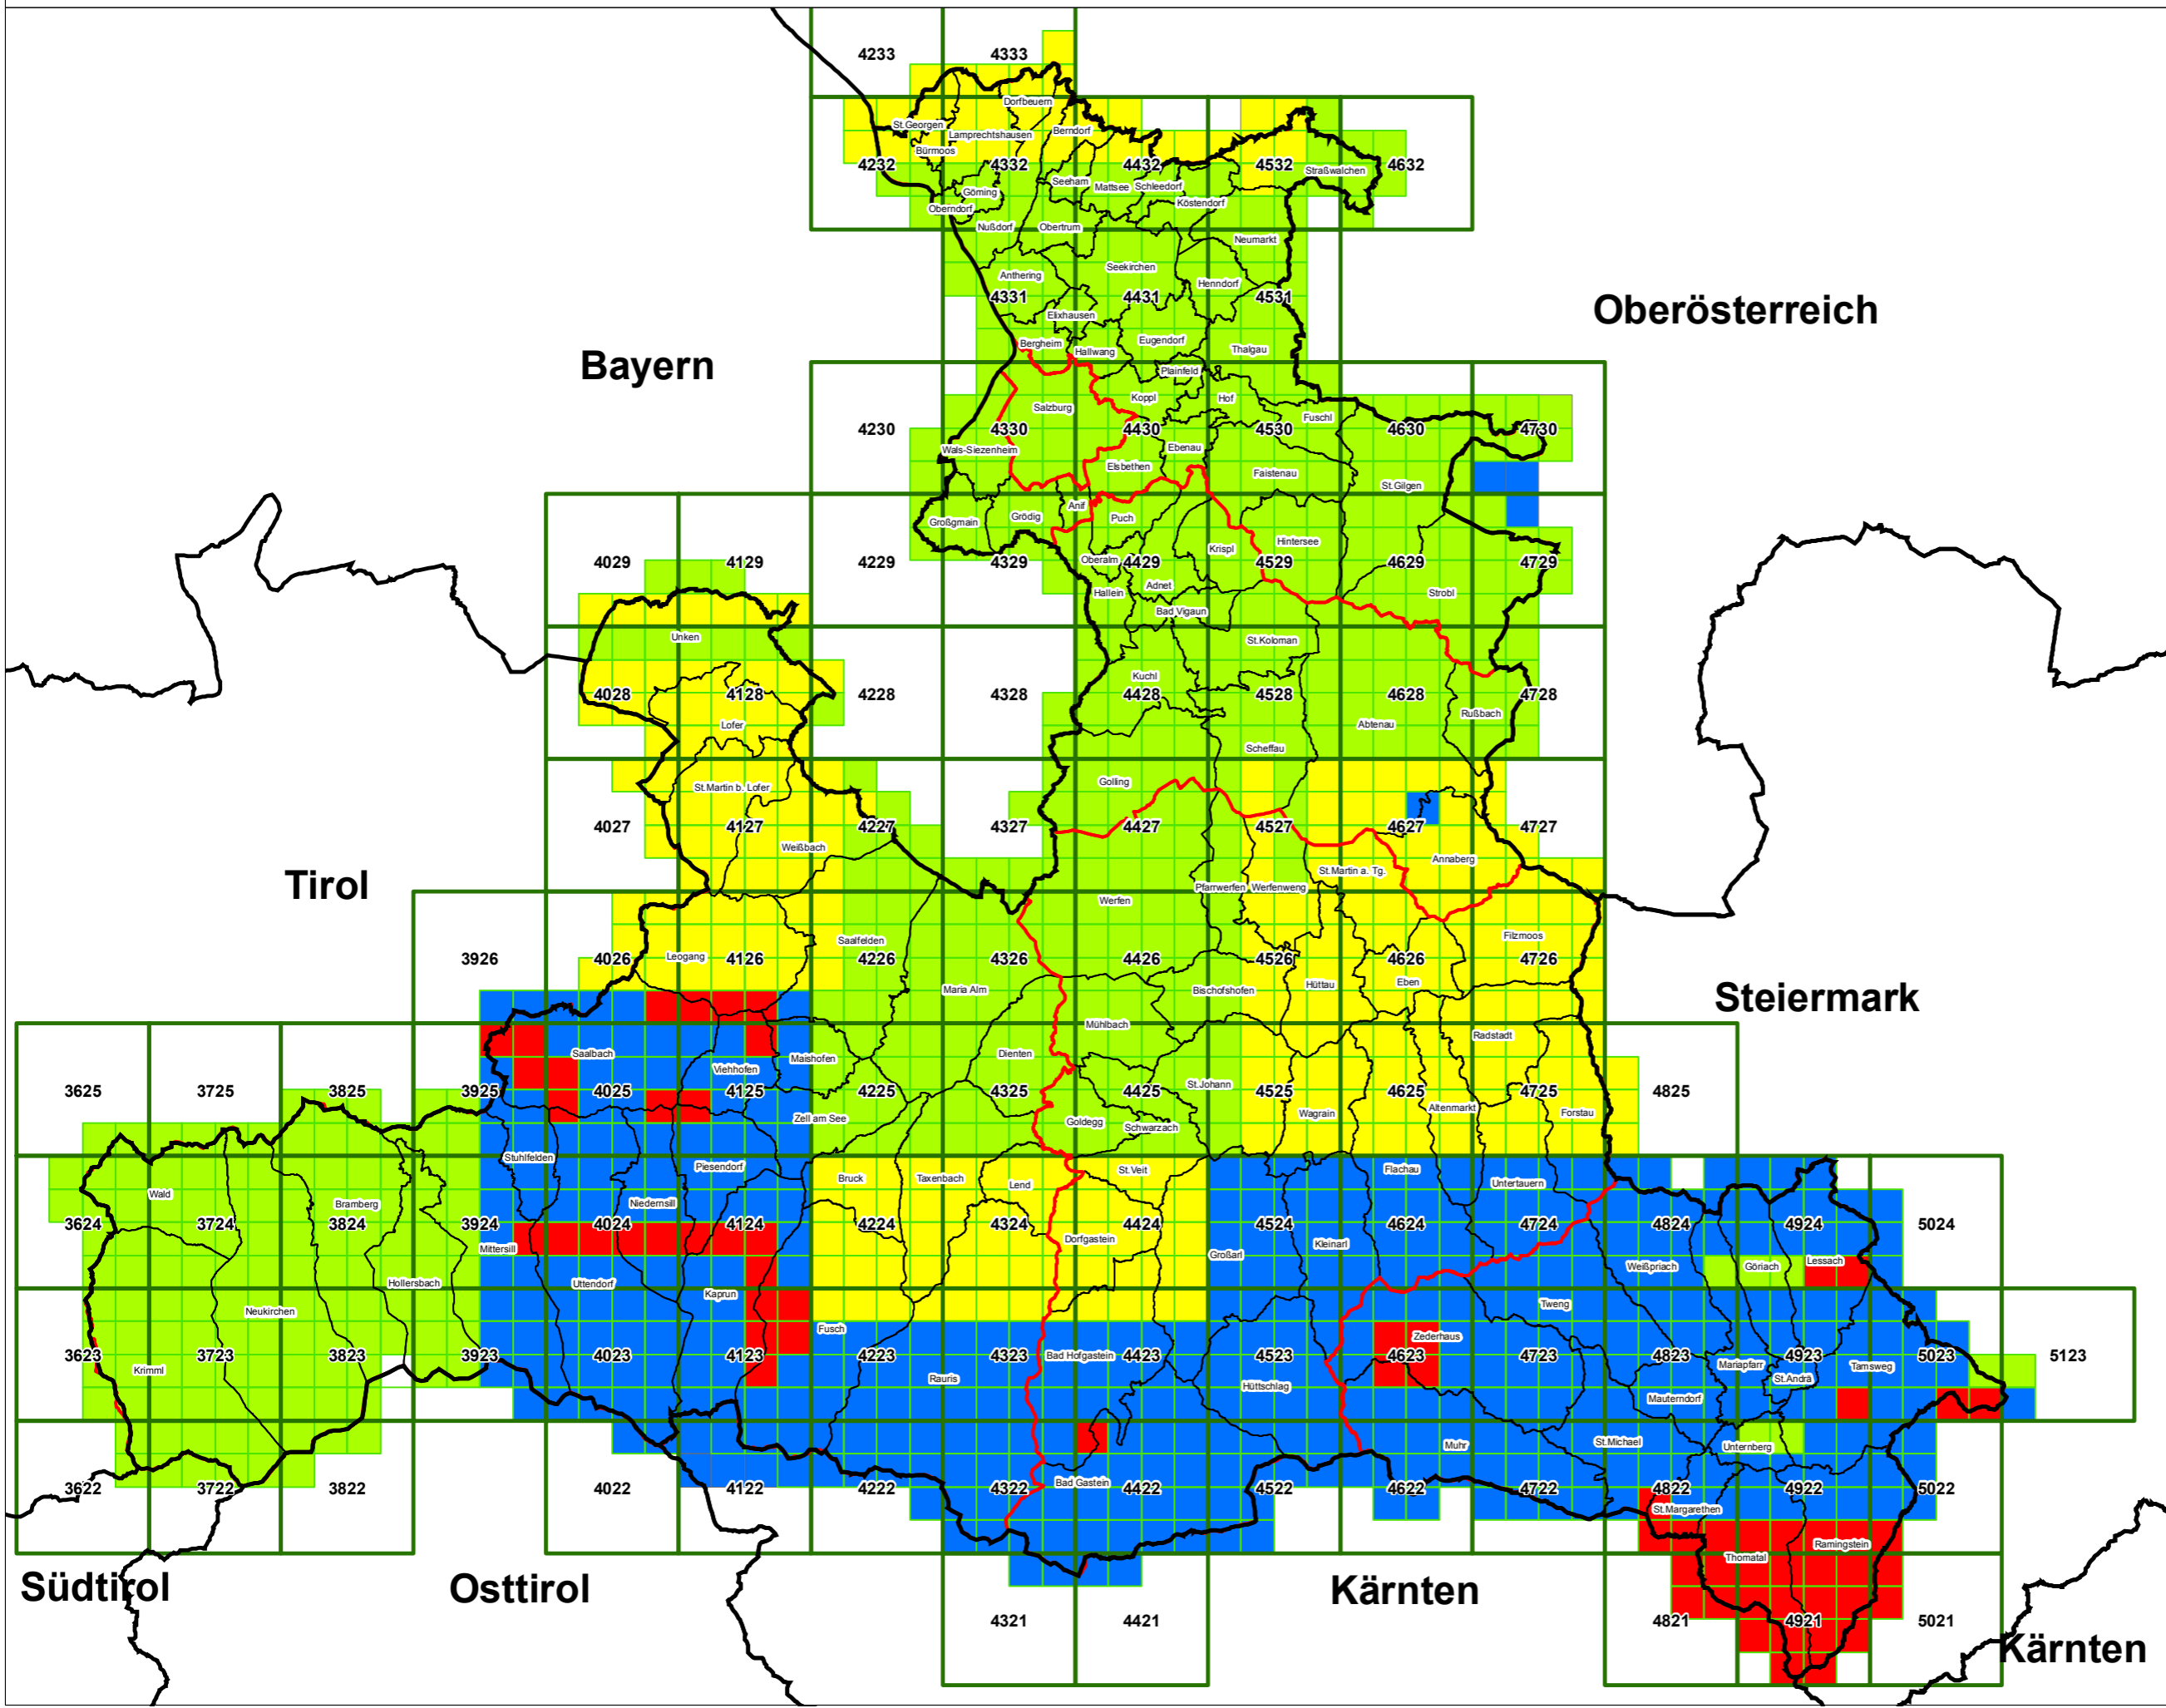 4233 4333
Dorfbeuern
St.Georgen
Lamprechtshausen
Berndorf
Bürmoos
4232 4332 4432 4532 4632
Straßwalchen
Seeham
Mattsee
Schleedorf
Göming
Köstendorf
Oberndorf
Nußdorf
Obertrum
Neumarkt
Seekirchen
Anthering
Henndorf
4331 4431 4531
Oberösterreich
Elixhausen
Bergheim
Hallwang
Eugendorf
Thalgau
Bayern
Plainfeld
Koppl
Hof
Salzburg
Fuschl
4230 4330 4430 4530 4630 4730
Wals-Siezenheim
Ebenau
Elsbethen
Faistenau
St.Gilgen
Anif
Großgmain
Grödig
Puch
Hintersee
Krispl
4029 4129 4229 4329 4429 4529 4629 4729
Oberalm
Adnet
Hallein
Strobl
Bad Vigaun
Unken
St.Koloman
Kuchl
4028 4128 4228 4328 4428 4528 4628 4728
Rußbach
Lofer
Abtenau
Scheffau
Golling
St.Martin b. Lofer
4027 4127 4227 4327 4427 4527 4627 4727
Weißbach
Annaberg
St.Martin a. Tg.
Tirol
Pfarrwerfen
Werfenweng
Werfen
Saalfelden
Filzmoos
Leogang
3926 4026 4126 4226 4326 4426 4526 4626 4726
Maria Alm
Bischofshofen
Hüttau
Eben
Steiermark
Mühlbach
Radstadt
Saalbach
Maishofen
Dienten
Viehhofen
St.Johann
3625 3725 3825 3925 4025 4125 4225 4325 4425 4525 4625 4725 4825
Zell am See
Goldegg
Schwarzach
Wagrain
Altenmarkt
Forstau
Stuhlfelden
Piesendorf
Bruck
Taxenbach
Lend
St.Veit
Flachau
Untertauern
Wald
Bramberg
Niedernsill
3624 3724 3824 3924 4024 4124 4224 4324 4424 4524 4624 4724 4824 4924 5024
Mittersill
Dorfgastein
Großarl
Kleinarl
Weißpriach
Göriach
Lessach
Hollersbach
Uttendorf
Kaprun
Neukirchen
Tweng
Fusch
Zederhaus
3623 3723 3823 3923 4023 4123 4223 4323 4423 4523 4623 4723 4823 4923 5023 5123
Krimml
Rauris
Bad Hofgastein
Hüttschlag
Mariapfarr
St.Andrä
Tamsweg
Mauterndorf
Muhr
St.Michael
Unternberg
3622 3722 3822 4022 4122 4222 4322 4422 4522 4622 4722 4822 4922 5022
Bad Gastein
St.Margarethen
Thomatal
Ramingstein
Südtirol
Osttirol
Kärnten
4321 4421 4821 4921 5021
Kärnten